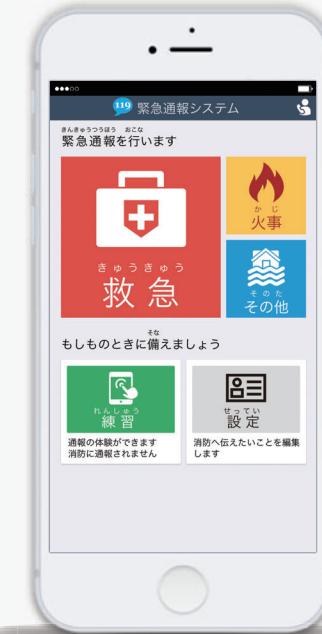 119 緊急通報システム
きんきゅうつうほう おこな
緊急通報を行います
きゅうきゅう
救急
かじ
火事
そのた
その他
そな
もしものときに備えましょう
れんしゅう
練習
通報の体験ができます
消防に通報されません
せってい
設定
消防へ伝えたいことを編集
します